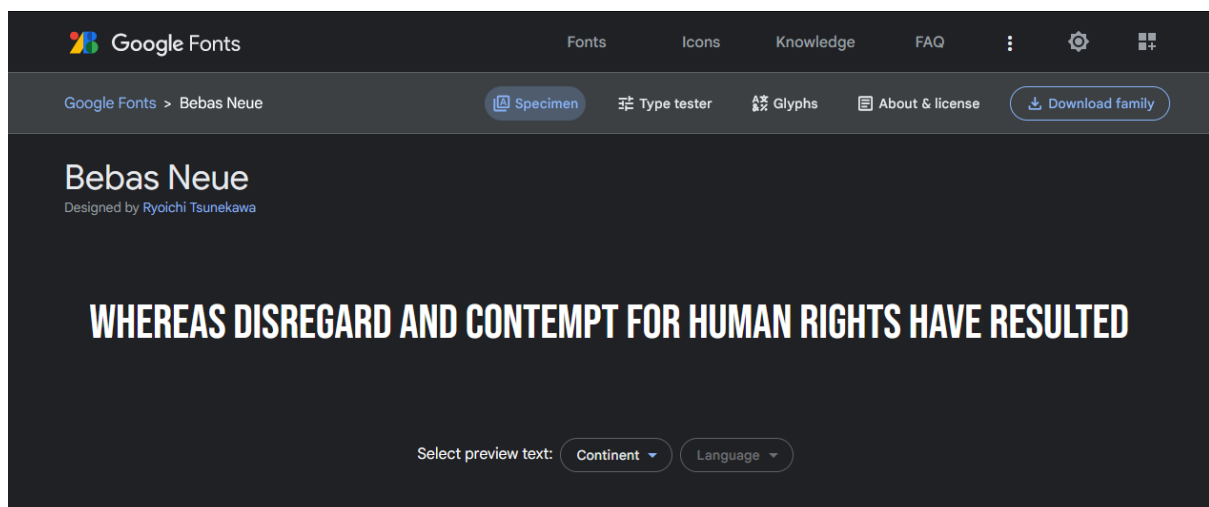 Google Fonts Fonts Icons Knowledge FAQ
Google Fonts > Bebas Neue Specimen Type tester Glyphs About & license Download family
Bebas Neue
Designed by Ryoichi Tsunekawa
WHEREAS DISREGARD AND CONTEMPT FOR HUMAN RIGHTS HAVE RESULTED
Select preview text: Continent Language